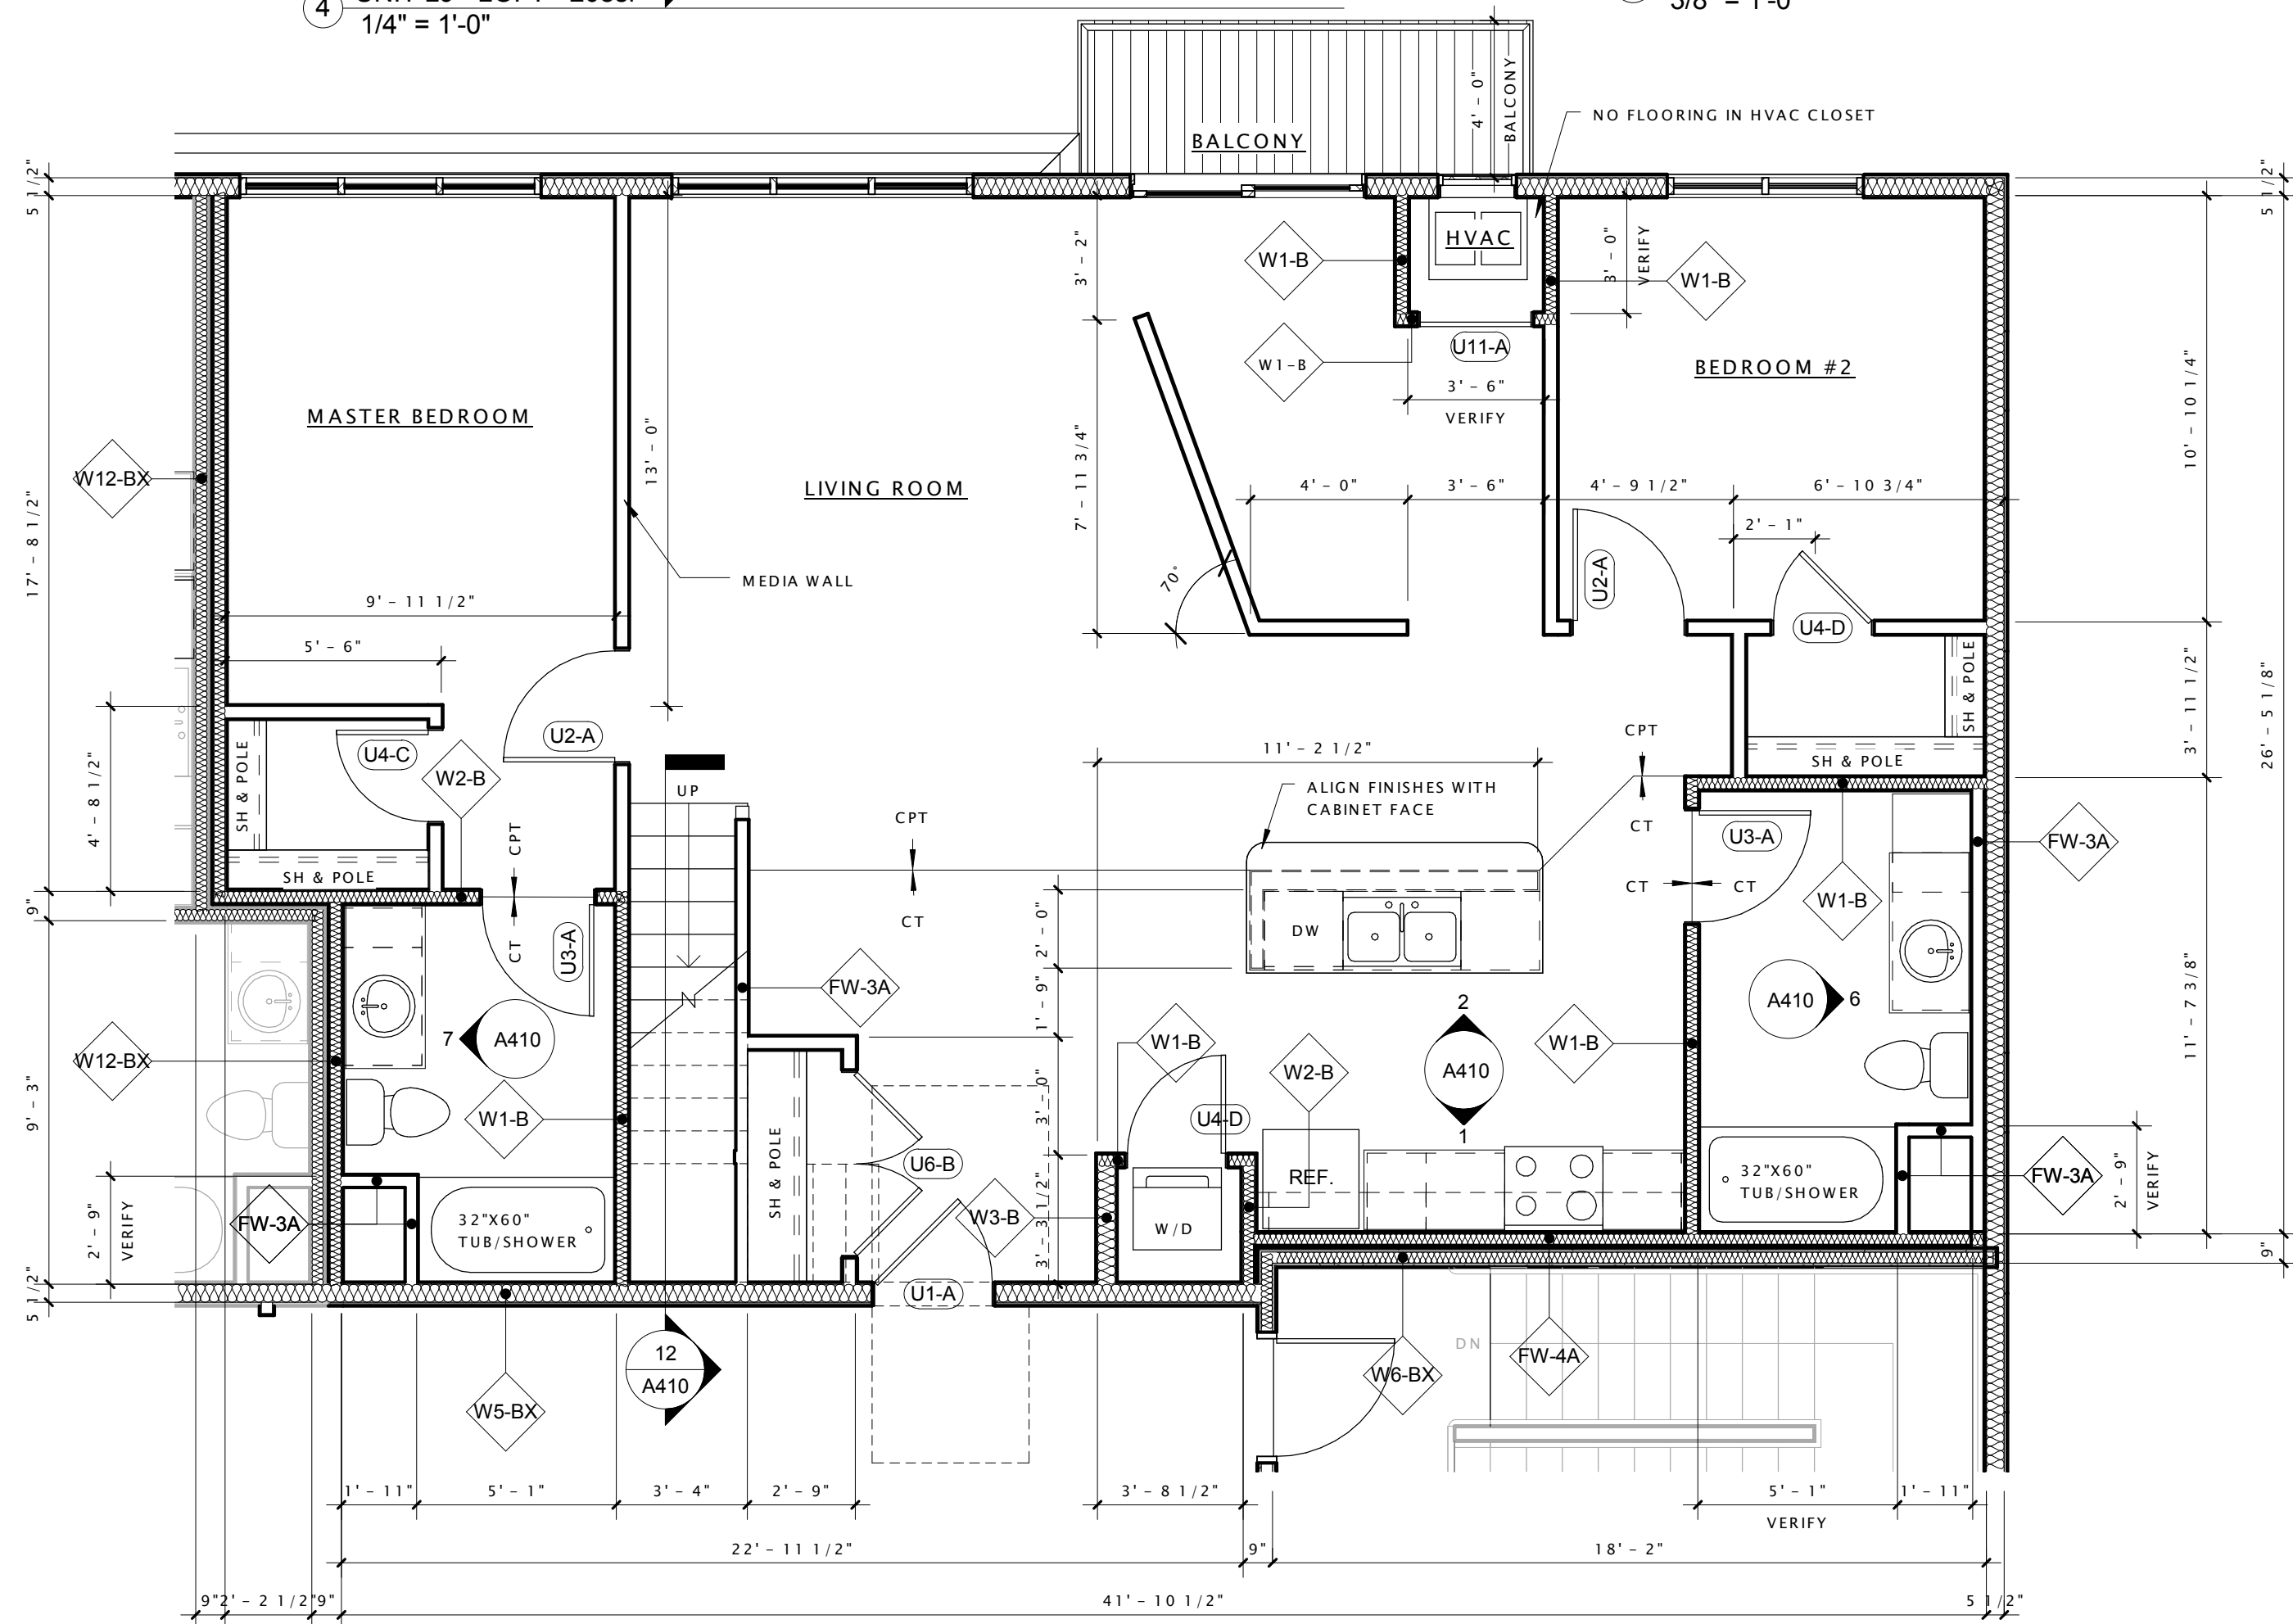 4
1/4" = 1'-0"
BALCONY
4' - 0"
BALCONY
NO FLOORING IN HVAC CLOSET
5 1/2"
5 1/2"
HVAC
W1-B
3' - 2"
3' - 0"
VERIFY
W1-B
U11-A
W1-B
3' - 6"
VERIFY
BEDROOM #2
10' - 10 1/4"
MASTER BEDROOM
13' - 0"
W12-BX
LIVING ROOM
7' - 11 3/4"
4' - 0"
3' - 6"
4' - 9 1/2"
6' - 10 3/4"
2' - 1"
17' - 8 1/2"
MEDIA WALL
70°
U2-A
9' - 11 1/2"
U4-D
5' - 6"
SH & POLE
3' - 11 1/2"
26' - 5 1/8"
U2-A
U4-C
W2-B
CPT
11' - 2 1/2"
SH & POLE
4' - 8 1/2"
SH & POLE
UP
ALIGN FINISHES WITH
CABINET FACE
CPT
CPT
CT
U3-A
FW-3A
SH & POLE
CT
CT
W1-B
9"
CT
CT
U3-A
2' - 0"
DW
FW-3A
1' - 9"
A410
6
7
A410
2
W1-B
W1-B
A410
1
W2-B
W12-BX
9' - 3"
11' - 7 3/8"
W1-B
3' - 0"
U4-D
SH & POLE
U6-B
REF.
32"X60"
TUB/SHOWER
FW-3A
2' - 9"
VERIFY
FW-3A
2' - 9"
VERIFY
32"X60"
TUB/SHOWER
W3-B
3' - 3 1/2"
W/D
9"
5 1/2"
U1-A
12
A410
DN
FW-4A
W6-BX
W5-BX
1' - 11"
5' - 1"
3' - 4"
2' - 9"
3' - 8 1/2"
5' - 1"
1' - 11"
VERIFY
22' - 11 1/2"
9"
18' - 2"
9"
2' - 2 1/2"
9"
41' - 10 1/2"
5 1/2"